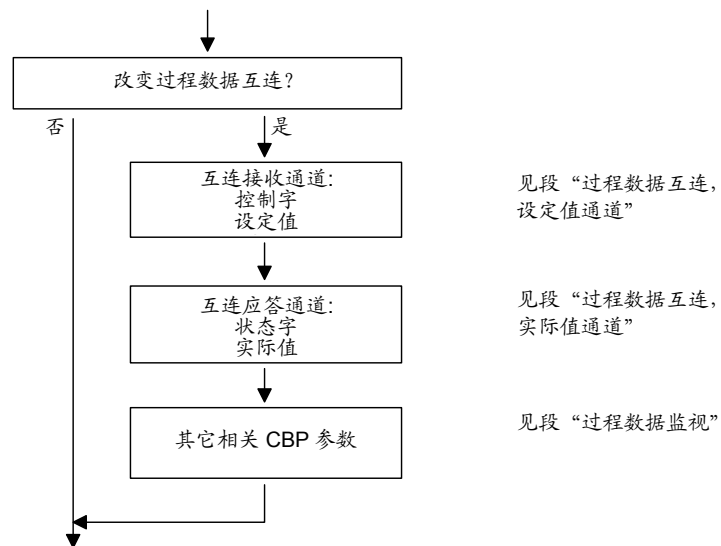 改变过程数据互连？
否
是
互连接收通道：
控制字
设定值
见段“过程数据互连，
设定值通道”
互连应答通道：
状态字
实际值
见段“过程数据互连，
实际值通道”
其它相关 CBP 参数
见段“过程数据监视”